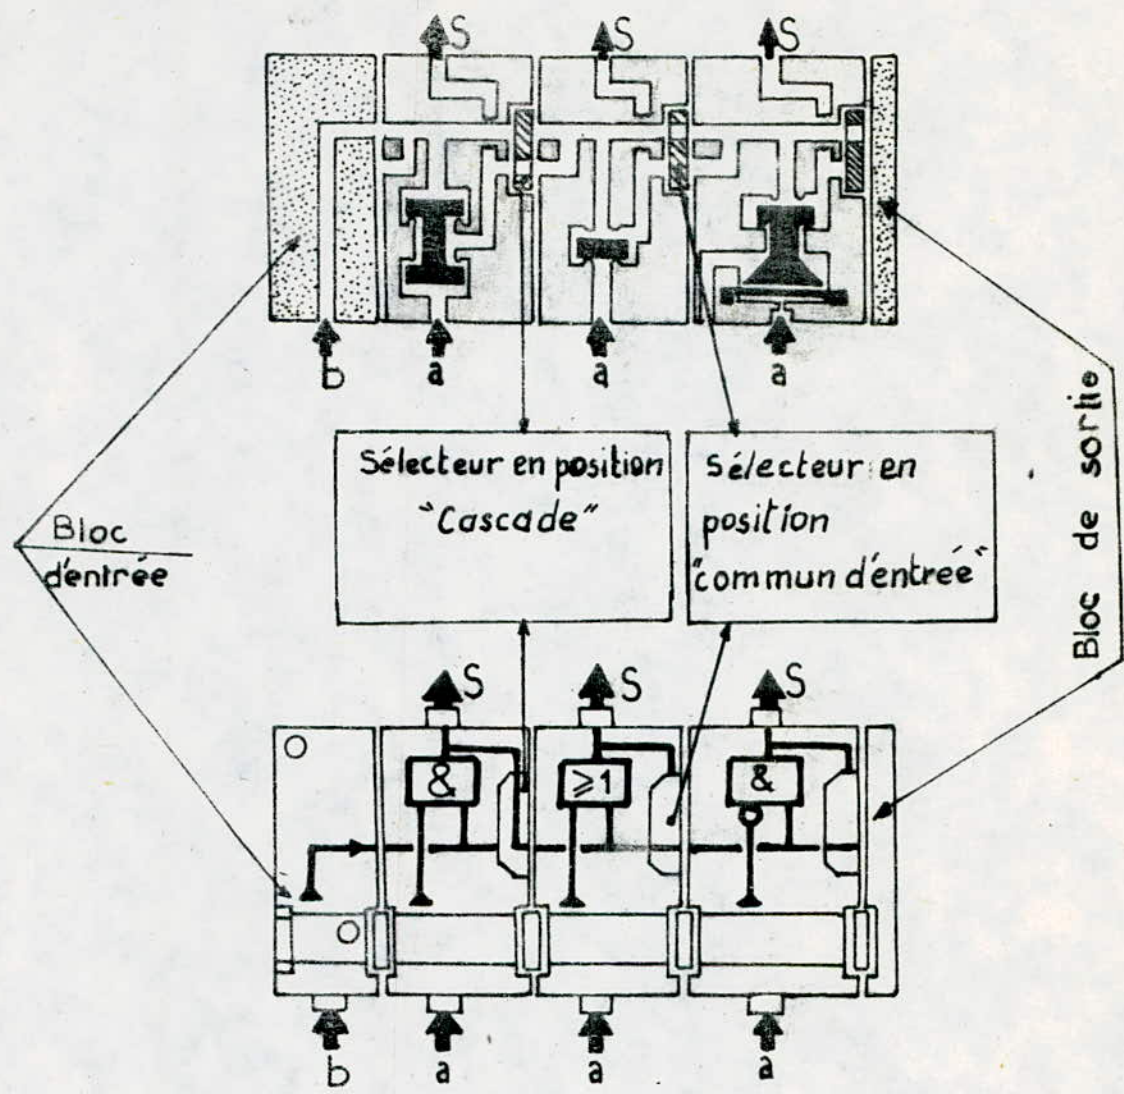 S S S
b a a a
Sélecteur en position
"Cascade"
Sélecteur en
position
"commun d'entrée"
Bloc
d'entrée
Bloc de sortie
S S S
& ≥1 &
b a a a